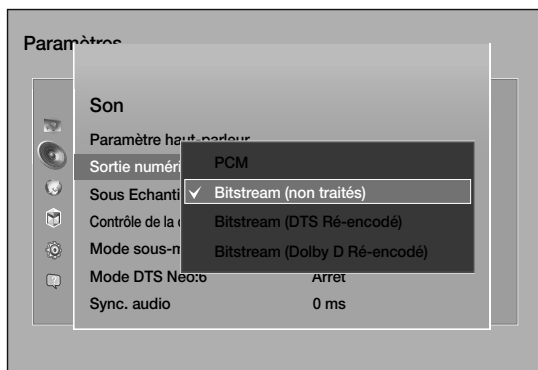 Paramètres
Son
Paramètre haut-parleur
Sortie numéri
PCM
Sous Echanti
✓ Bitstream (non traités)
Contrôle de la
Bitstream (DTS Ré-encodé)
Mode sous-m
Bitstream (Dolby D Ré-encodé)
Mode DTS Neo:6 Arrêt
Sync. audio 0 ms